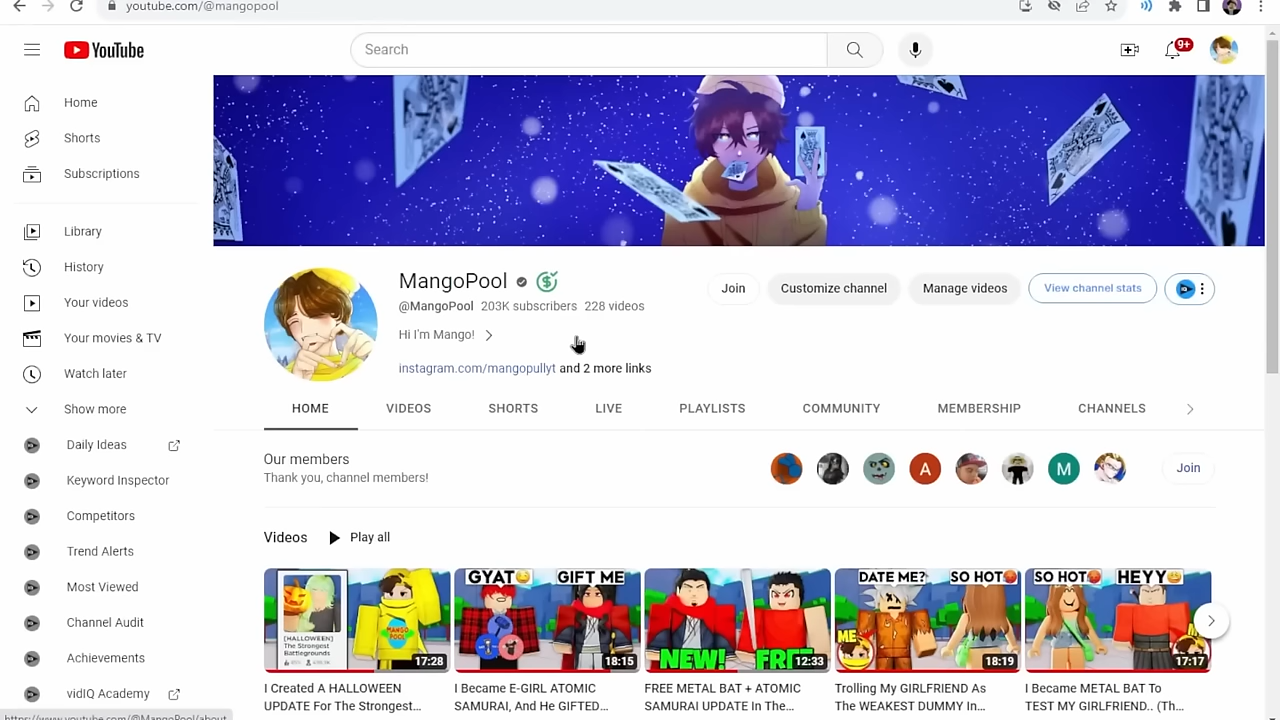 youtube.com/@mangopool
YouTube
Search
9+
Home
Shorts
Subscriptions
Library
History
Your videos
Your movies & TV
Watch later
Show more
Daily Ideas
Keyword Inspector
Competitors
Trend Alerts
Most Viewed
Channel Audit
Achievements
vidIQ Academy
https://www.youtube.com/@MangoPool/about
MangoPool
@MangoPool 203K subscribers 228 videos
Hi I'm Mango!
instagram.com/mangopullyt and 2 more links
Join
Customize channel
Manage videos
View channel stats
HOME
VIDEOS
SHORTS
LIVE
PLAYLISTS
COMMUNITY
MEMBERSHIP
CHANNELS
Our members
Thank you, channel members!
A
M
Join
Videos
Play all
[HALLOWEEN]
The Strongest
Battlegrounds
MANGO
POOL
17:28
I Created A HALLOWEEN
UPDATE For The Strongest...
GYAT
GIFT ME
18:15
I Became E-GIRL ATOMIC
SAMURAI, And He GIFTED...
NEW!
FREE
12:33
FREE METAL BAT + ATOMIC
SAMURAI UPDATE In The...
DATE ME?
SO HOT
ME
18:19
Trolling My GIRLFRIEND As
The WEAKEST DUMMY In...
SO HOT
HEYY
17:17
I Became METAL BAT To
TEST MY GIRLFRIEND.. (Th...